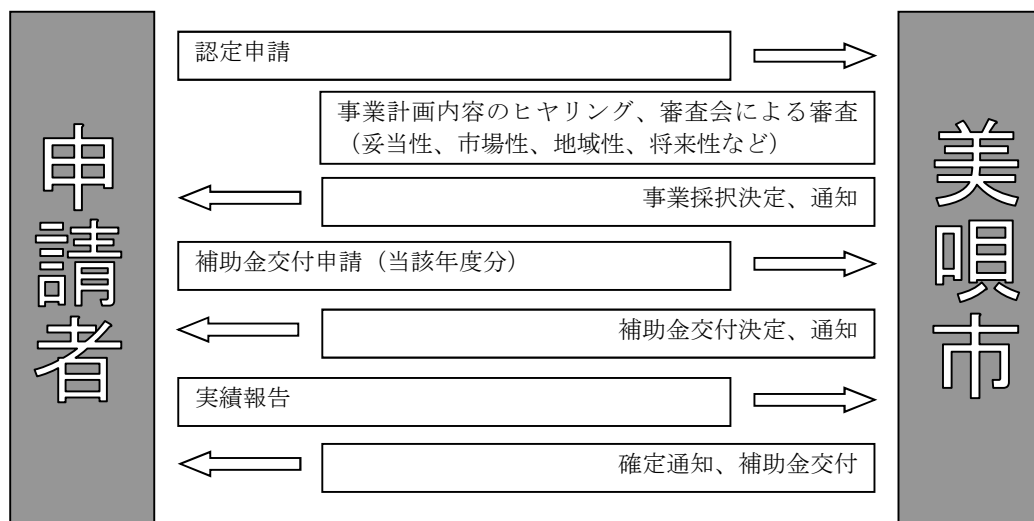 申請者
認定申請
事業計画内容のヒヤリング、審査会による審査
（妥当性、市場性、地域性、将来性など）
事業採択決定、通知
補助金交付申請（当該年度分）
補助金交付決定、通知
実績報告
確定通知、補助金交付
美唄市